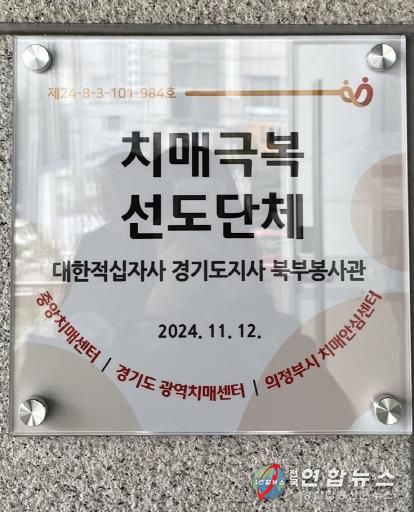 제24-8-3-101-984호
치매극복
선도단체
대한적십자사 경기도지사 북부봉사관
2024. 11. 12.
중앙치매센터 | 경기도 광역치매센터 | 의정부시 치매안심센터
연합뉴스